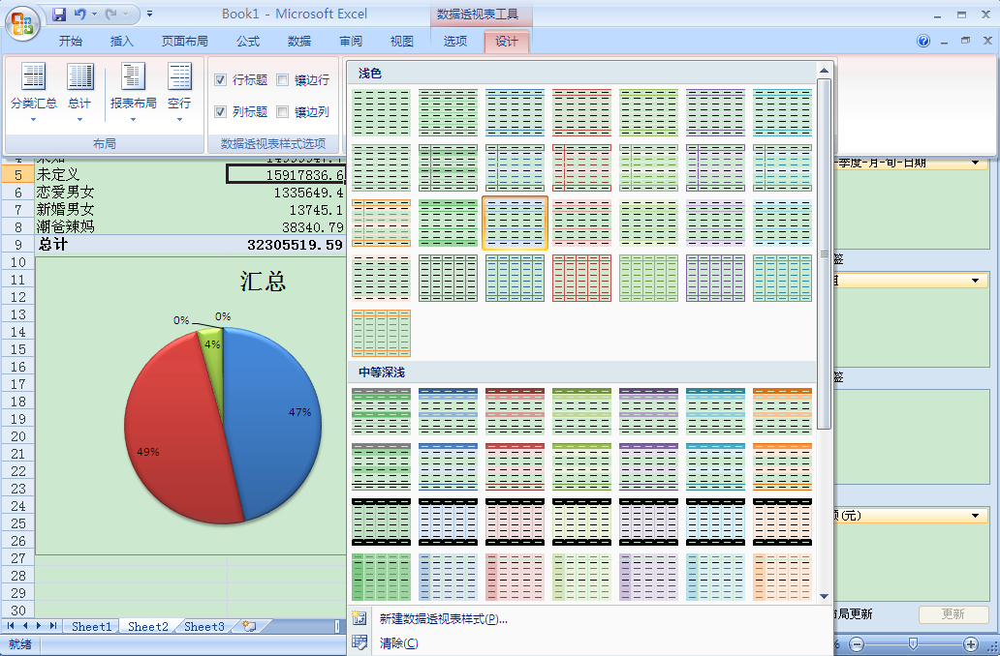 Book1 - Microsoft Excel
数据透视表工具
开始 插入 页面布局 公式 数据 审阅 视图 选项 设计
分类汇总 总计 报表布局 空行
行标题 镶边行
列标题 镶边列
布局
数据透视表样式选项
浅色
-季度-月-旬-日期
5 未定义 15917836.6
6 恋爱男女 1335649.4
7 新婚男女 13745.1
8 潮爸辣妈 38340.79
9 总计 32305519.59
10
11
12
13
14
15
16
17
18
19
20
21
22
23
24
25
26
27
28
29
30
汇总
0% 0%
4%
47%
49%
签
签
中等深浅
(元)
新建数据透视表样式(P)...
清除(C)
局更新
更新
Sheet1 Sheet2 Sheet3
就绪
%